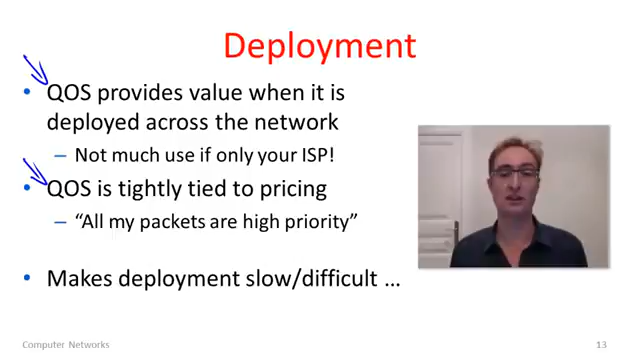 Deployment
• QOS provides value when it is
deployed across the network
– Not much use if only your ISP!
• QOS is tightly tied to pricing
– “All my packets are high priority”
• Makes deployment slow/difficult …
Computer Networks
13